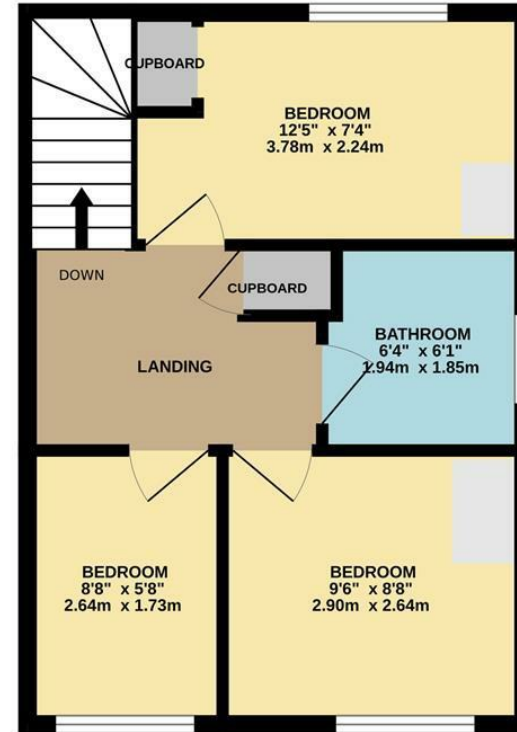 CUPBOARD
BEDROOM
12'5" x 7'4"
3.78m x 2.24m
DOWN
CUPBOARD
LANDING
BATHROOM
6'4" x 6'1"
1.94m x 1.85m
BEDROOM
8'8" x 5'8"
2.64m x 1.73m
BEDROOM
9'6" x 8'8"
2.90m x 2.64m